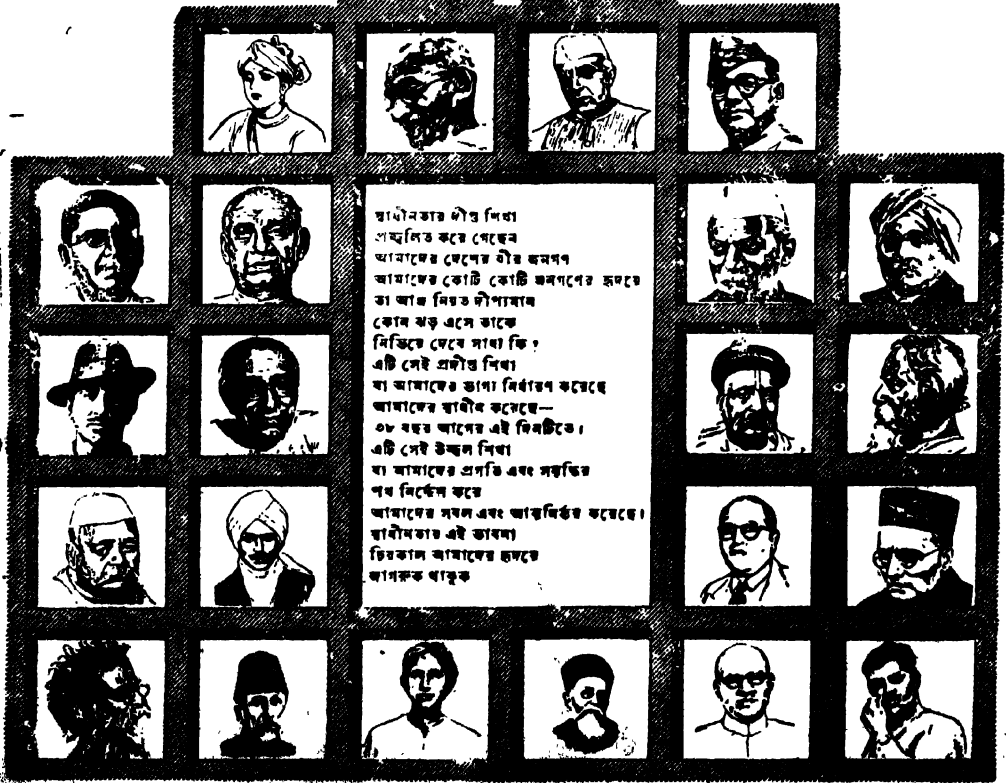 স্বাধীনতার দীপ্ত শিখা
প্রজ্জ্বলিত করে গেছেন
আমাদের দেশের বীর জনগণ
আমাদের কোটি কোটি জনগণের হৃদয়ে
তা আজ নিয়ত দীপ্যমান
কোন ঝড় এসে তাকে
নিভিয়ে দেবে সাধ্য কি ?
এটি সেই প্রদীপ্ত শিখা
যা আমাদের ভাগ্য নির্ধারণ করেছে
আমাদের স্বাধীন করেছে—
৩৮ বছর আগের এই দিনটিতে।
এটি সেই উজ্জ্বল শিখা
যা আমাদের প্রগতি এবং সমৃদ্ধির
পথ নির্দেশ করে
আমাদের সবল এবং আত্মনির্ভর করেছে।
স্বাধীনতার এই ভাবনা
চিরকাল আমাদের হৃদয়ে
জাগরুক থাকুক